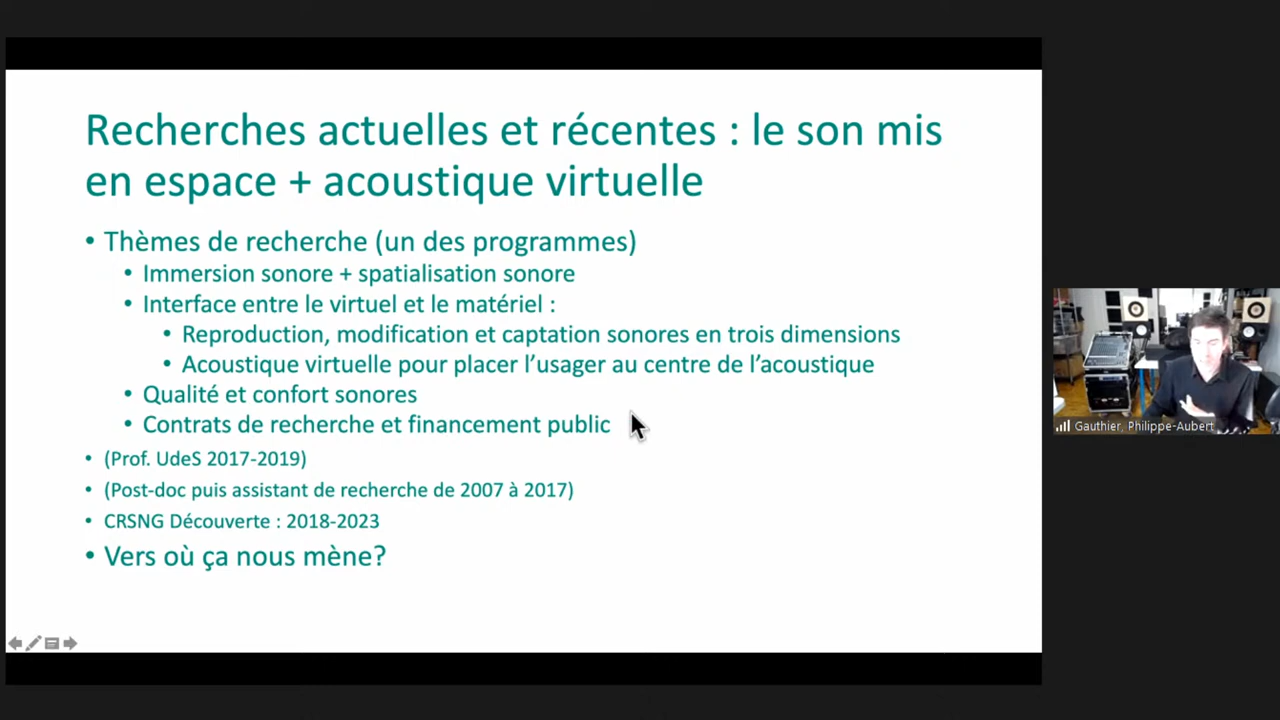 Recherches actuelles et récentes : le son mis
en espace + acoustique virtuelle
• Thèmes de recherche (un des programmes)
• Immersion sonore + spatialisation sonore
• Interface entre le virtuel et le matériel :
• Reproduction, modification et captation sonores en trois dimensions
• Acoustique virtuelle pour placer l’usager au centre de l’acoustique
• Qualité et confort sonores
• Contrats de recherche et financement public
• (Prof. UdeS 2017-2019)
• (Post-doc puis assistant de recherche de 2007 à 2017)
• CRSNG Découverte : 2018-2023
• Vers où ça nous mène?
Gauthier, Philippe-Aubert